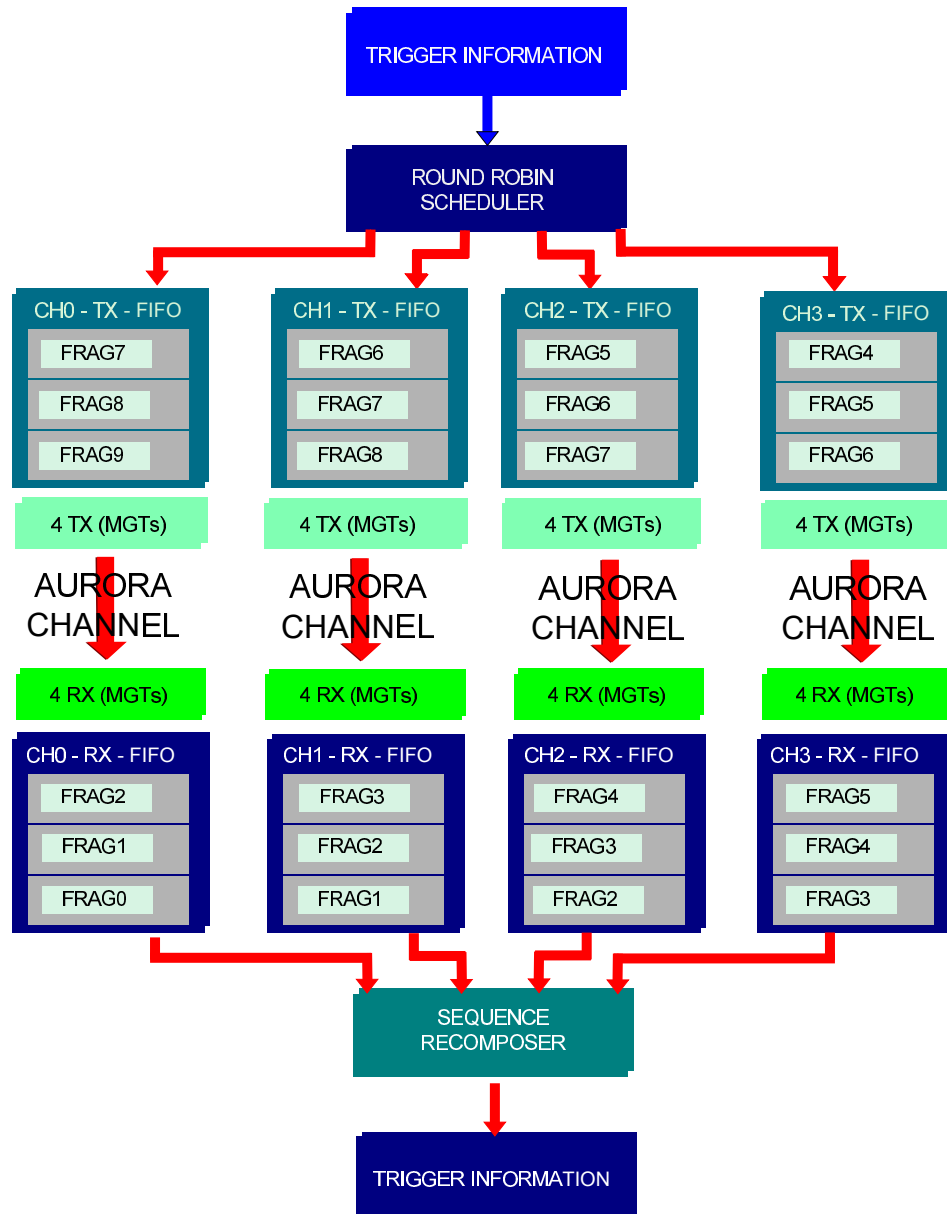 TRIGGER INFORMATION
ROUND ROBIN
SCHEDULER
CH0 - TX - FIFO
FRAG7
FRAG8
FRAG9
CH1 - TX - FIFO
FRAG6
FRAG7
FRAG8
CH2 - TX - FIFO
FRAG5
FRAG6
FRAG7
CH3 - TX - FIFO
FRAG4
FRAG5
FRAG6
4 TX (MGTs)
4 TX (MGTs)
4 TX (MGTs)
4 TX (MGTs)
AURORA
CHANNEL
AURORA
CHANNEL
AURORA
CHANNEL
AURORA
CHANNEL
4 RX (MGTs)
4 RX (MGTs)
4 RX (MGTs)
4 RX (MGTs)
CH0 - RX - FIFO
FRAG2
FRAG1
FRAG0
CH1 - RX - FIFO
FRAG3
FRAG2
FRAG1
CH2 - RX - FIFO
FRAG4
FRAG3
FRAG2
CH3 - RX - FIFO
FRAG5
FRAG4
FRAG3
SEQUENCE
RECOMPOSER
TRIGGER INFORMATION